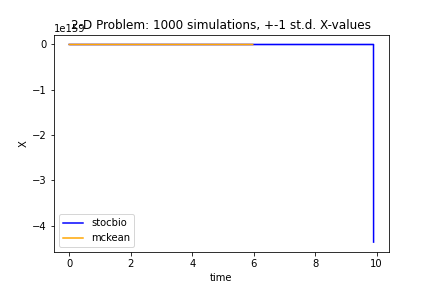 2-D Problem: 1000 simulations, +-1 st.d. X-values
1e159
0
−1
−2
−3
−4
X
stocbio
mckean
0 2 4 6 8 10
time